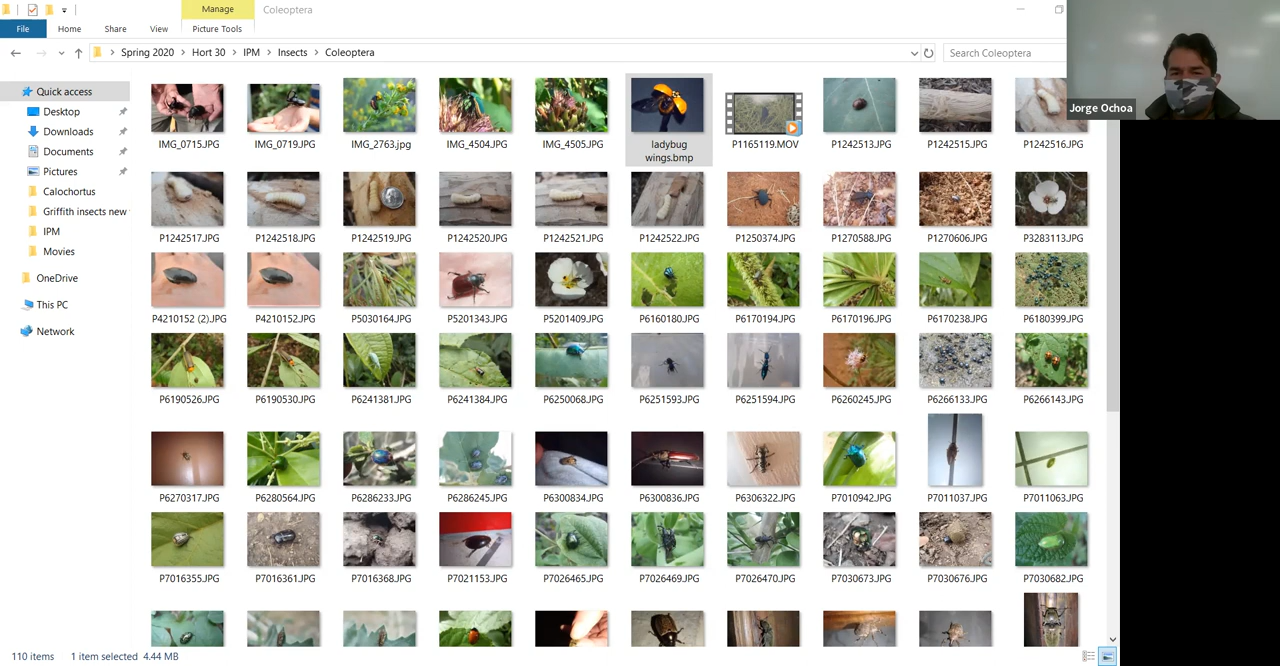 Manage
Coleoptera
File
Home
Share
View
Picture Tools
Spring 2020 > Hort 30 > IPM > Insects > Coleoptera
Search Coleoptera
Jorge Ochoa
Quick access
Desktop
Downloads
Documents
Pictures
Calochortus
Griffith insects new
IPM
Movies
OneDrive
This PC
Network
IMG_0715.JPG
IMG_0719.JPG
IMG_2763.jpg
IMG_4504.JPG
IMG_4505.JPG
ladybug
wings.bmp
P1165119.MOV
P1242513.JPG
P1242515.JPG
P1242516.JPG
P1242517.JPG
P1242518.JPG
P1242519.JPG
P1242520.JPG
P1242521.JPG
P1242522.JPG
P1250374.JPG
P1270588.JPG
P1270606.JPG
P3283113.JPG
P4210152 (2).JPG
P4210152.JPG
P5030164.JPG
P5201343.JPG
P5201409.JPG
P6160180.JPG
P6170194.JPG
P6170196.JPG
P6170238.JPG
P6180399.JPG
P6190526.JPG
P6190530.JPG
P6241381.JPG
P6241384.JPG
P6250068.JPG
P6251593.JPG
P6251594.JPG
P6260245.JPG
P6266133.JPG
P6266143.JPG
P6270317.JPG
P6280564.JPG
P6286233.JPG
P6286245.JPG
P6300834.JPG
P6300836.JPG
P6306322.JPG
P7010942.JPG
P7011037.JPG
P7011063.JPG
P7016355.JPG
P7016361.JPG
P7016368.JPG
P7021153.JPG
P7026465.JPG
P7026469.JPG
P7026470.JPG
P7030673.JPG
P7030676.JPG
P7030682.JPG
110 items
1 item selected 4.44 MB